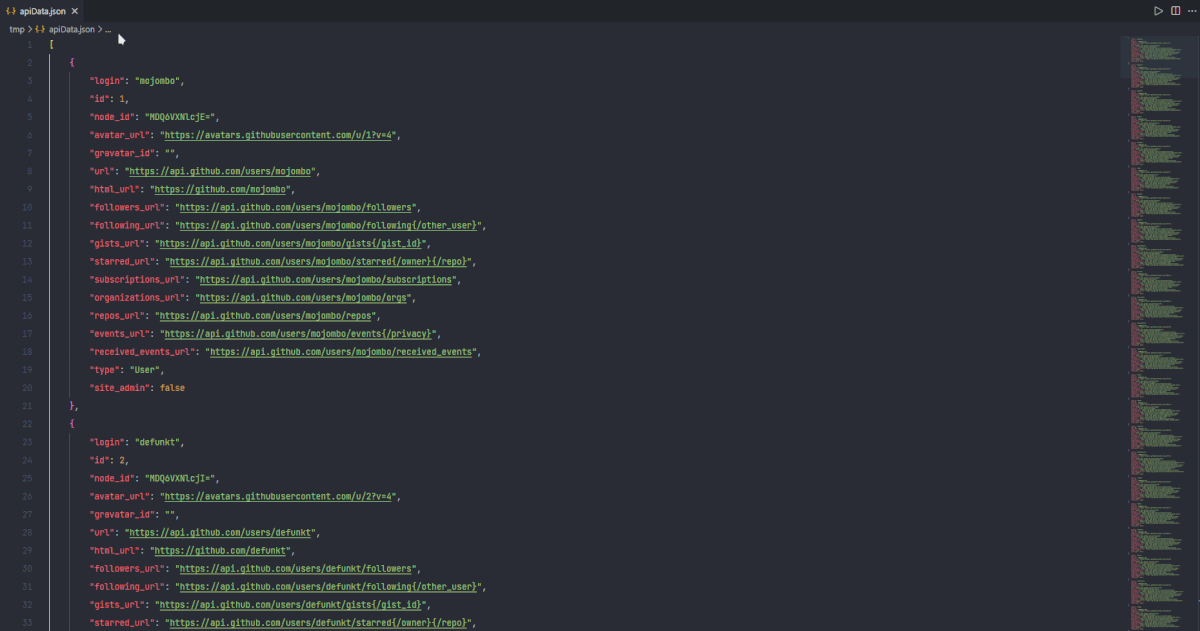 {..} apiData.json ×
tmp > {..} apiData.json > ...
1 [
2 {
3 "login": "mojombo",
4 "id": 1,
5 "node_id": "MDQ6VXNlcjE=",
6 "avatar_url": "https://avatars.githubusercontent.com/u/1?v=4",
7 "gravatar_id": "",
8 "url": "https://api.github.com/users/mojombo",
9 "html_url": "https://github.com/mojombo",
10 "followers_url": "https://api.github.com/users/mojombo/followers",
11 "following_url": "https://api.github.com/users/mojombo/following{/other_user}",
12 "gists_url": "https://api.github.com/users/mojombo/gists{/gist_id}",
13 "starred_url": "https://api.github.com/users/mojombo/starred{/owner}{/repo}",
14 "subscriptions_url": "https://api.github.com/users/mojombo/subscriptions",
15 "organizations_url": "https://api.github.com/users/mojombo/orgs",
16 "repos_url": "https://api.github.com/users/mojombo/repos",
17 "events_url": "https://api.github.com/users/mojombo/events{/privacy}",
18 "received_events_url": "https://api.github.com/users/mojombo/received_events",
19 "type": "User",
20 "site_admin": false
21 },
22 {
23 "login": "defunkt",
24 "id": 2,
25 "node_id": "MDQ6VXNlcjI=",
26 "avatar_url": "https://avatars.githubusercontent.com/u/2?v=4",
27 "gravatar_id": "",
28 "url": "https://api.github.com/users/defunkt",
29 "html_url": "https://github.com/defunkt",
30 "followers_url": "https://api.github.com/users/defunkt/followers",
31 "following_url": "https://api.github.com/users/defunkt/following{/other_user}",
32 "gists_url": "https://api.github.com/users/defunkt/gists{/gist_id}",
33 "starred_url": "https://api.github.com/users/defunkt/starred{/owner}{/repo}",